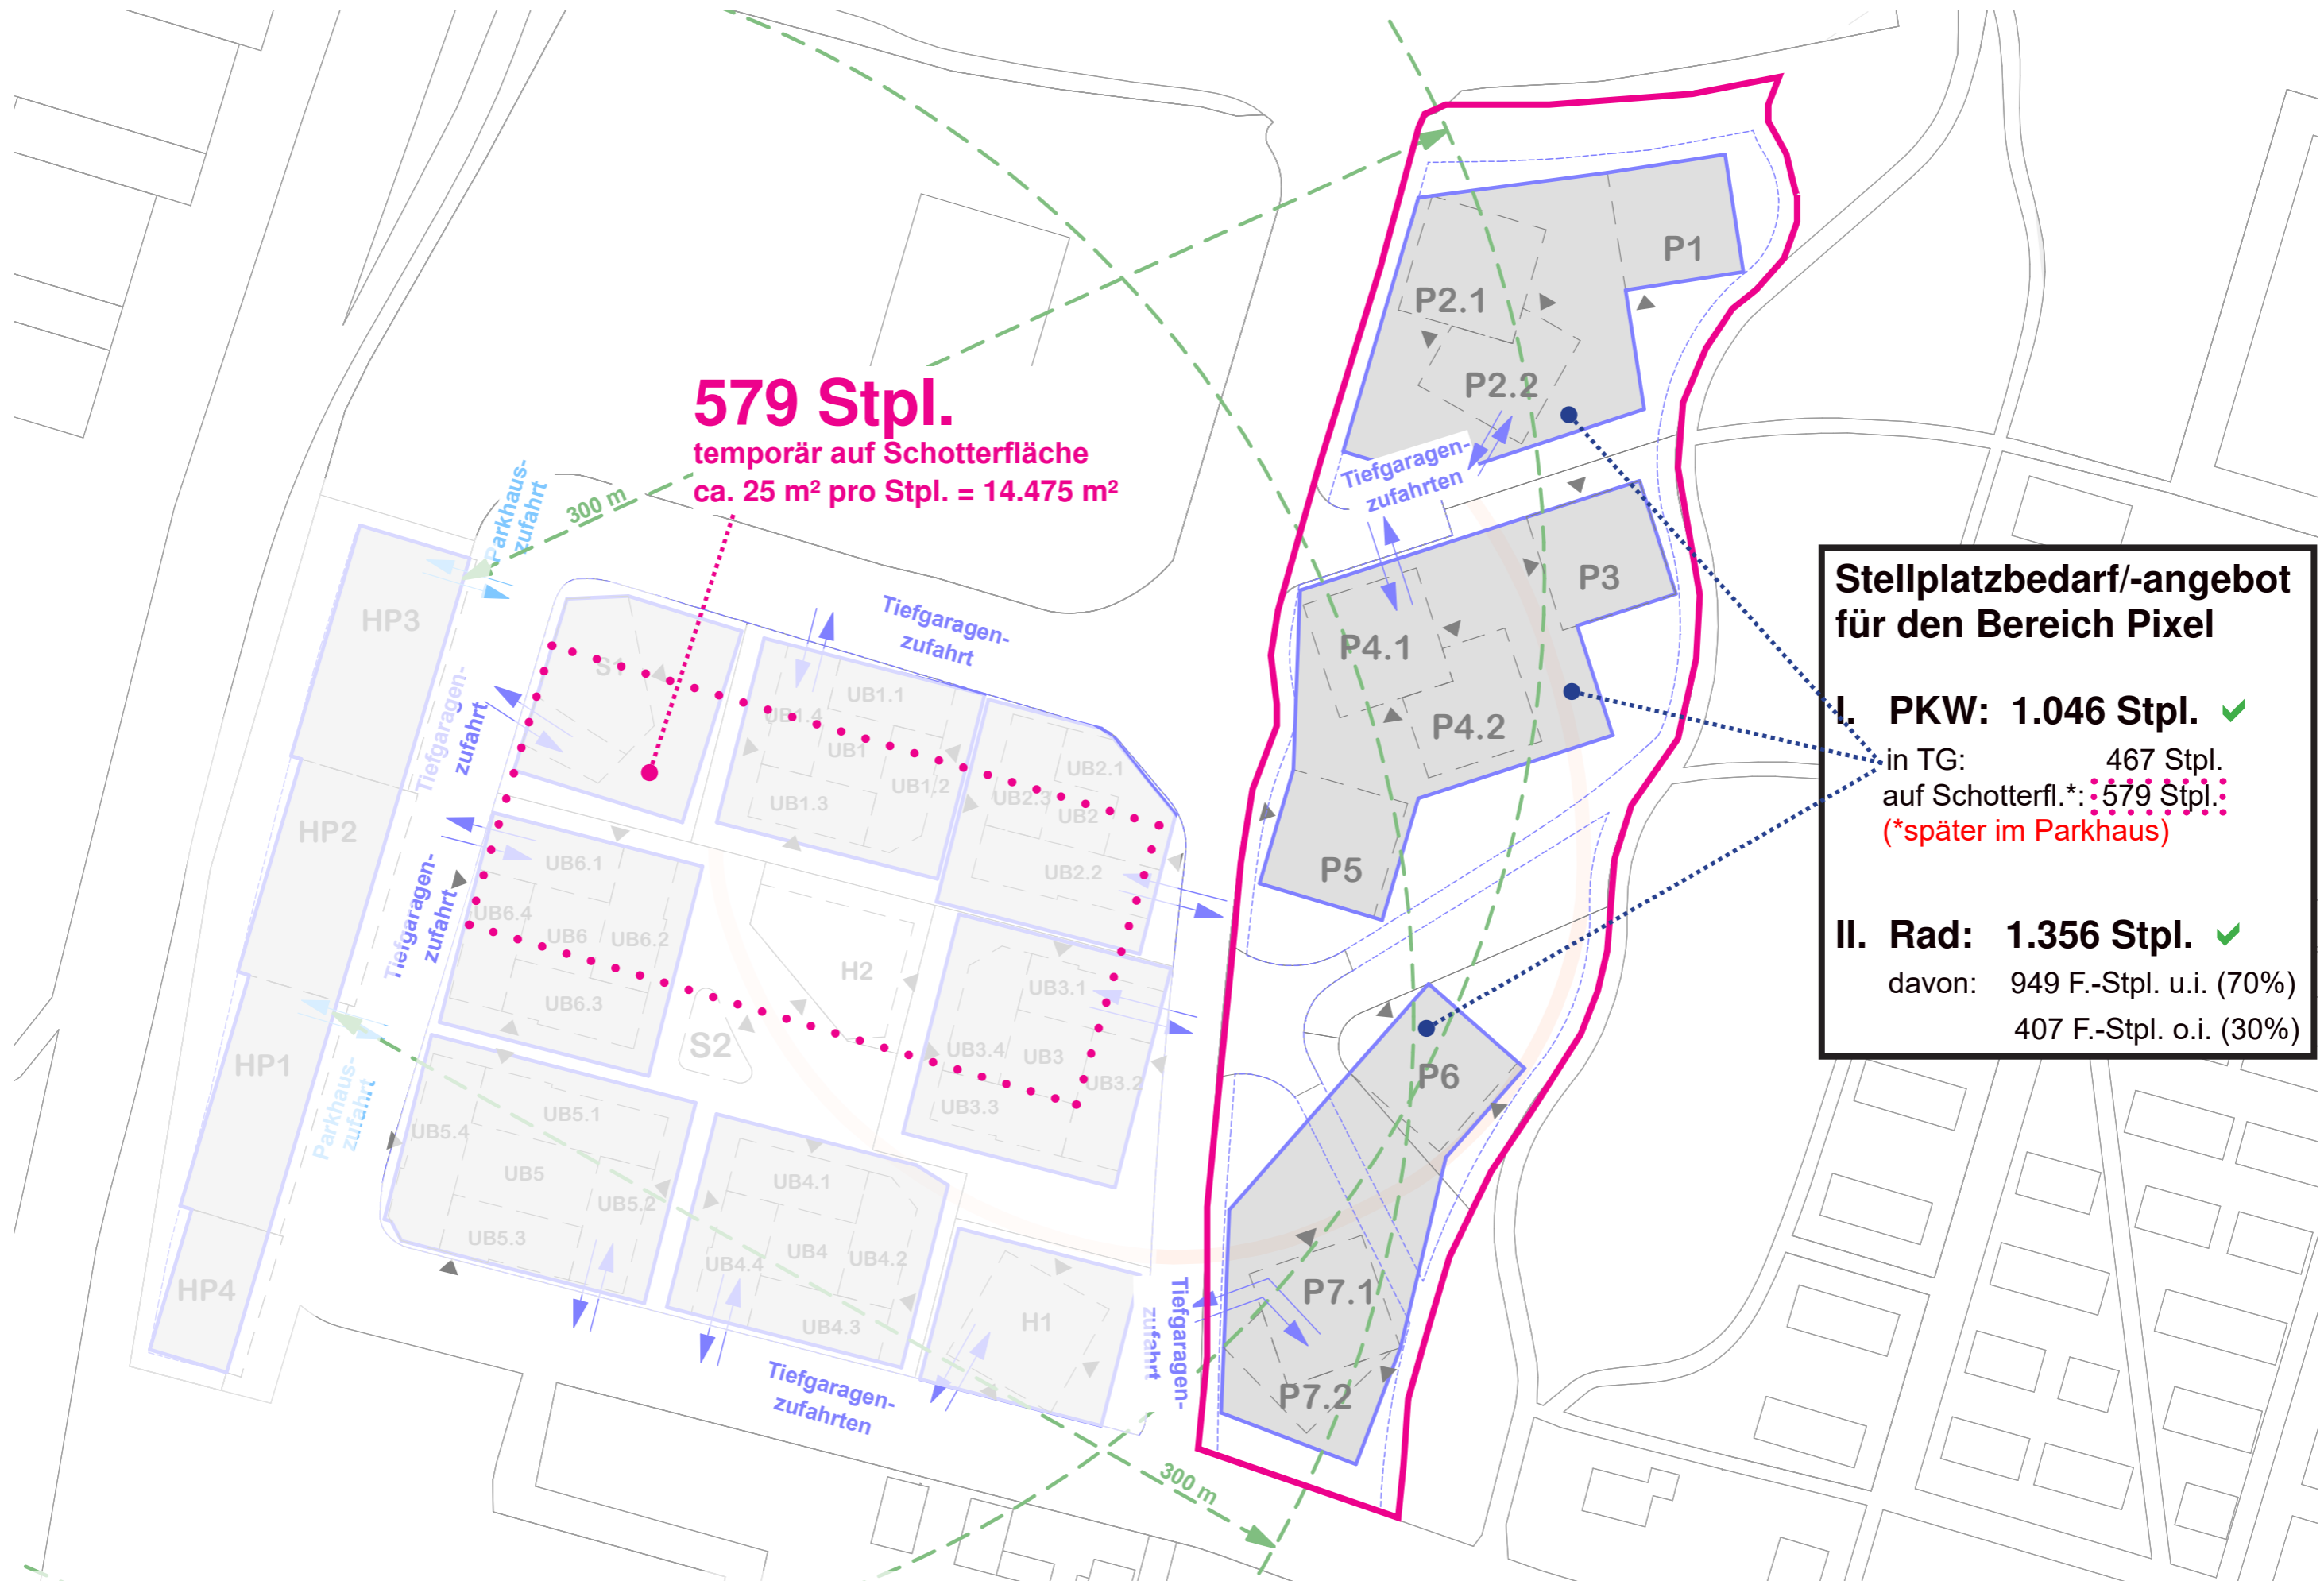 579 Stpl.
temporär auf Schotterfläche
ca. 25 m² pro Stpl. = 14.475 m²
300 m
Parkhaus-
zufahrt
Tiefgaragen-
zufahrt
Tiefgaragen-
zufahrt
Tiefgaragen-
zufahrt
Parkhaus-
zufahrt
Tiefgaragen-
zufahrten
Tiefgaragen-
zufahrt
Tiefgaragen-
zufahrten
300 m
HP3
HP2
HP1
HP4
S1
UB1.1
UB1.4
UB1
UB1.2
UB1.3
UB2.1
UB2.3
UB2
UB2.2
UB6.1
UB6.4
UB6
UB6.2
UB6.3
H2
S2
UB3.1
UB3.4
UB3
UB3.2
UB3.3
UB5.1
UB5.4
UB5
UB5.2
UB5.3
UB4.1
UB4.4
UB4
UB4.2
UB4.3
H1
P1
P2.1
P2.2
P3
P4.1
P4.2
P5
P6
P7.1
P7.2
Stellplatzbedarf/-angebot
für den Bereich Pixel
I. PKW: 1.046 Stpl.
in TG: 467 Stpl.
auf Schotterfl.*: 579 Stpl.
(*später im Parkhaus)
II. Rad: 1.356 Stpl.
davon: 949 F.-Stpl. u.i. (70%)
407 F.-Stpl. o.i. (30%)